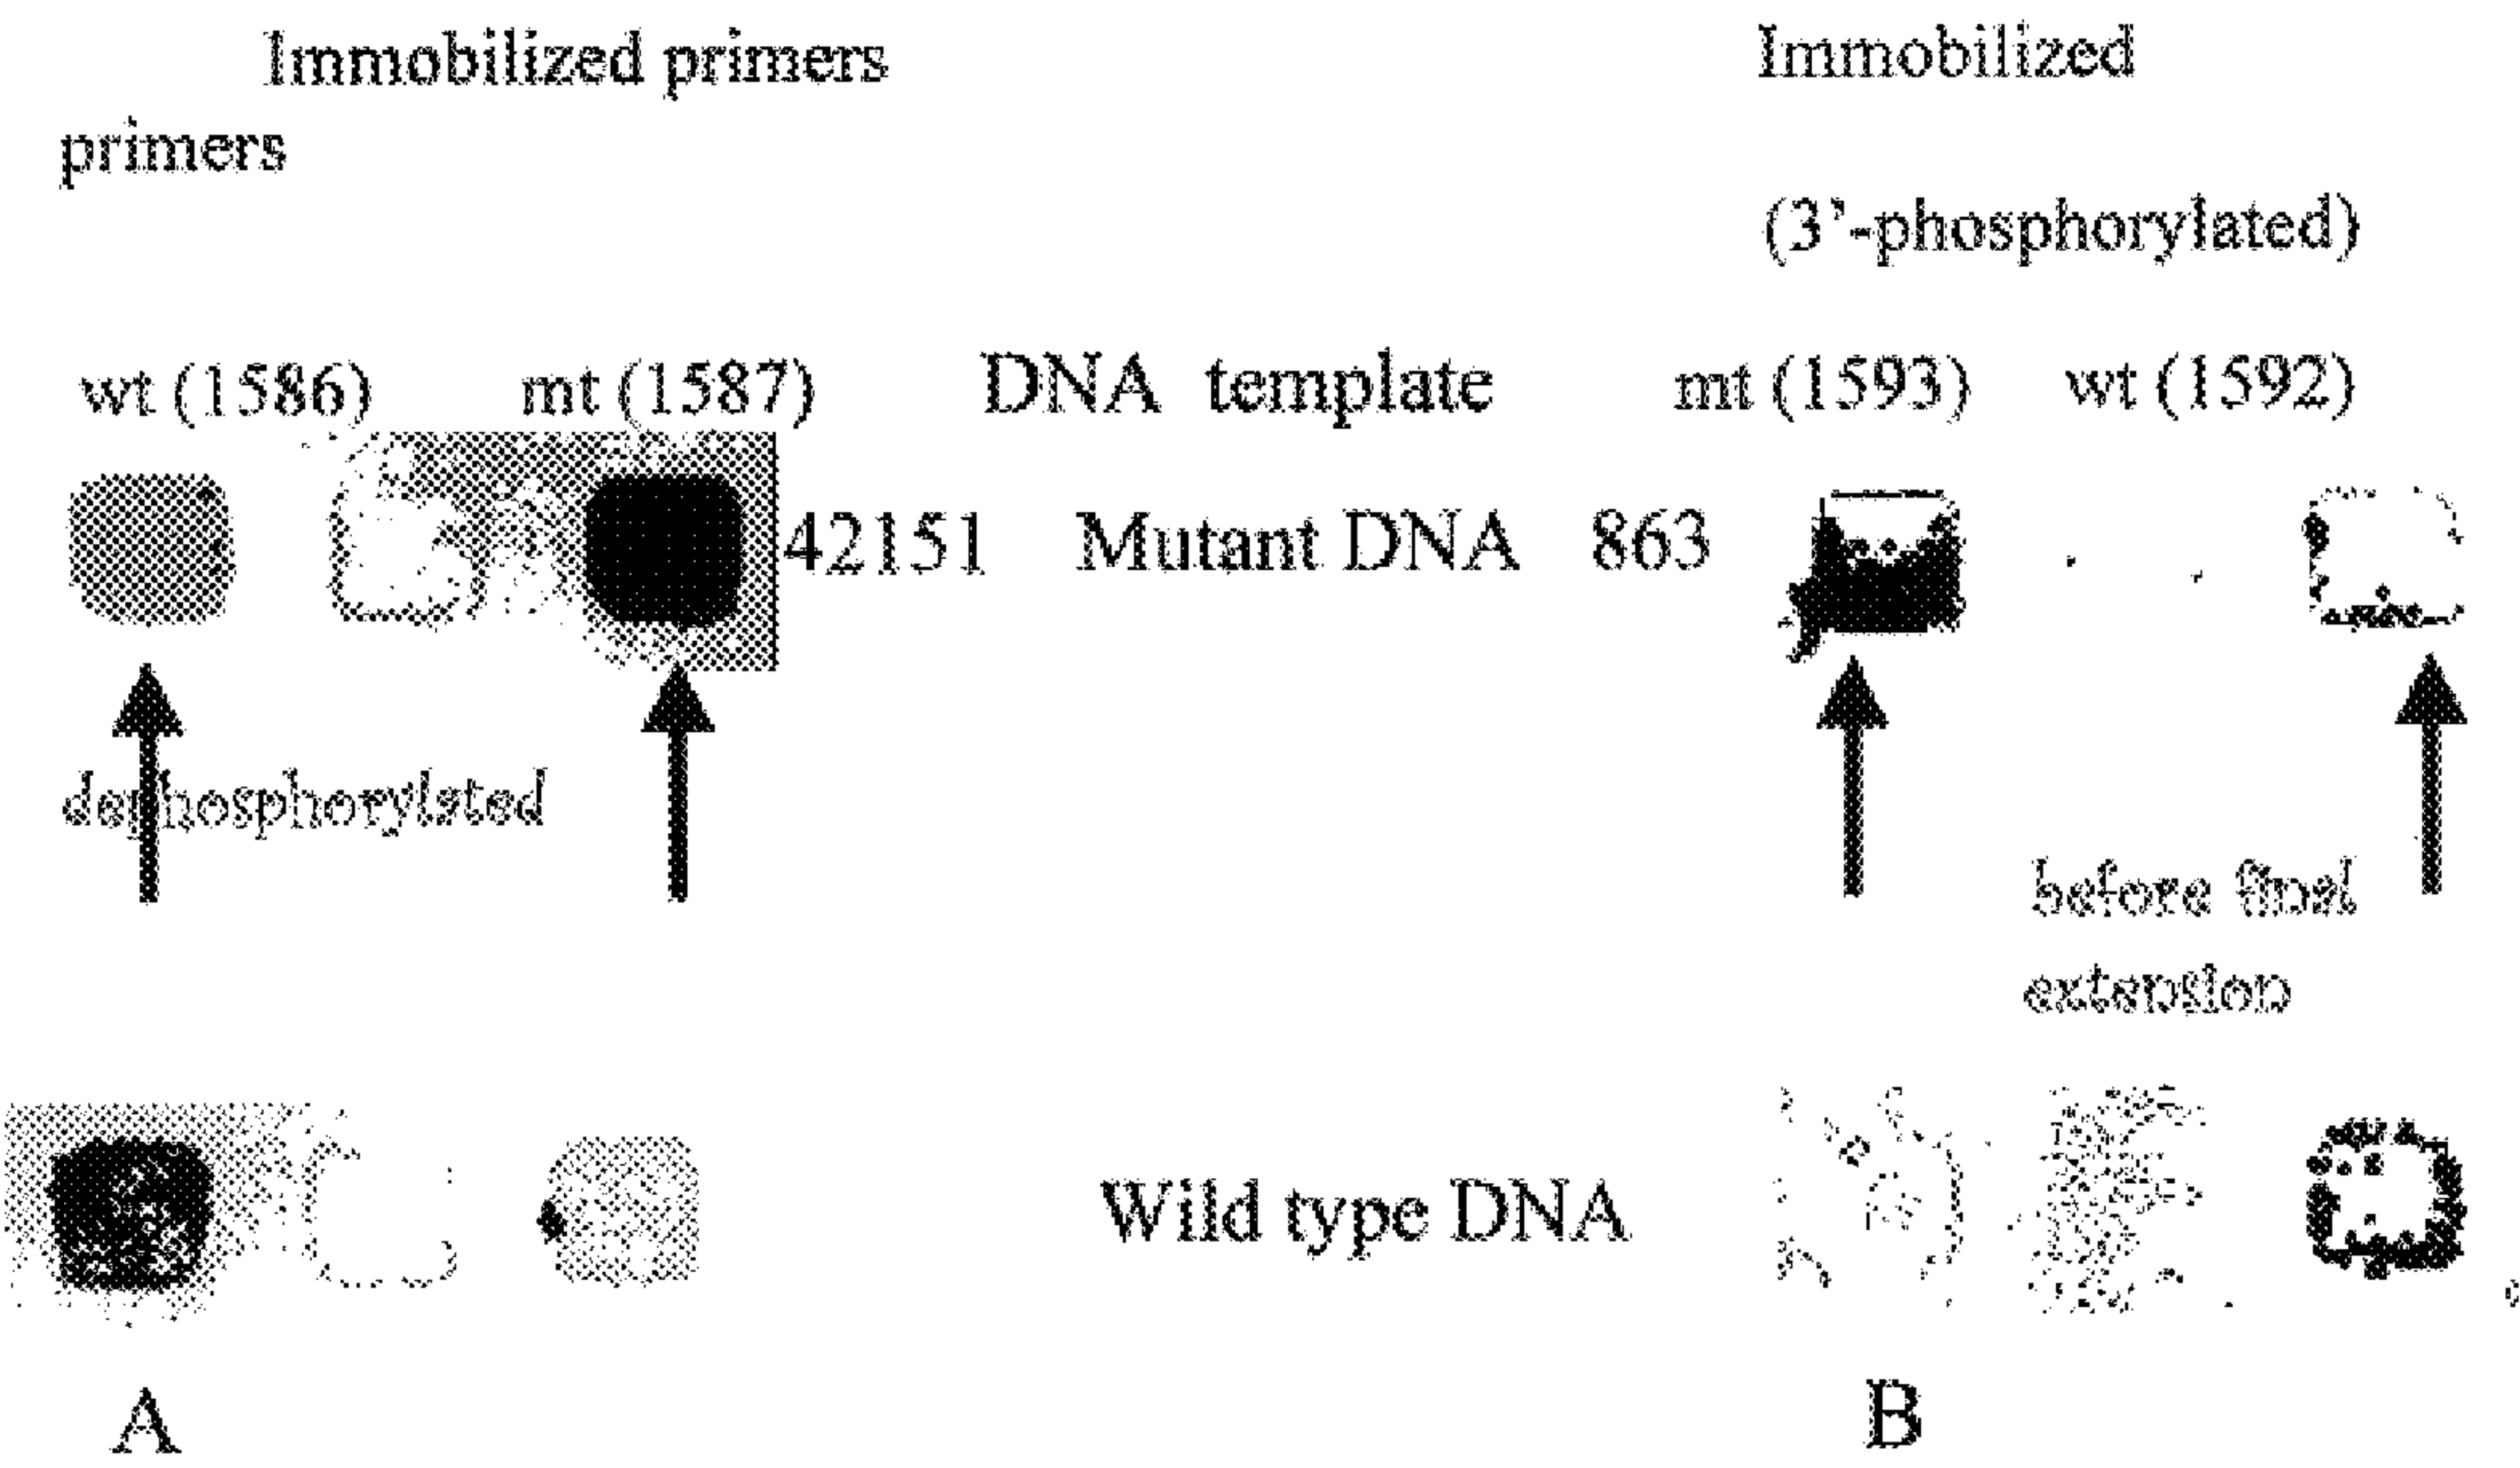 Immobilized primers Immobilized
primers
(3'-phosphorylated)
wt (1586) mt (1587) DNA template mt (1593) wt (1592)
42151 Mutant DNA 863
dephosphorylated
before final
extension
Wild type DNA
A B